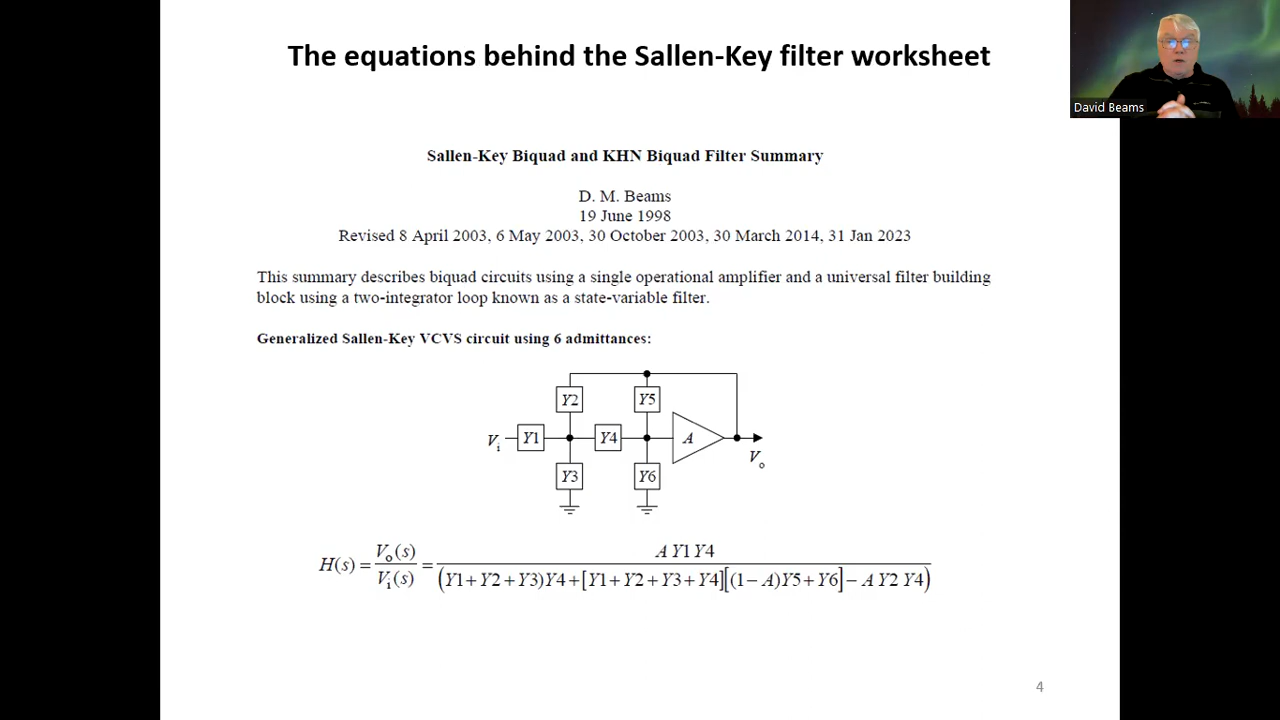 The equations behind the Sallen-Key filter worksheet
David Beams
Sallen-Key Biquad and KHN Biquad Filter Summary
D. M. Beams
19 June 1998
Revised 8 April 2003, 6 May 2003, 30 October 2003, 30 March 2014, 31 Jan 2023
This summary describes biquad circuits using a single operational amplifier and a universal filter building
block using a two-integrator loop known as a state-variable filter.
Generalized Sallen-Key VCVS circuit using 6 admittances:
Y2 Y5
Vi Y1 Y4 A
Vo
Y3 Y6
H(s) = Vo(s) / Vi(s) = A Y1 Y4 / (Y1+Y2+Y3)Y4+[Y1+Y2+Y3+Y4][(1−A)Y5+Y6]−A Y2 Y4)
4